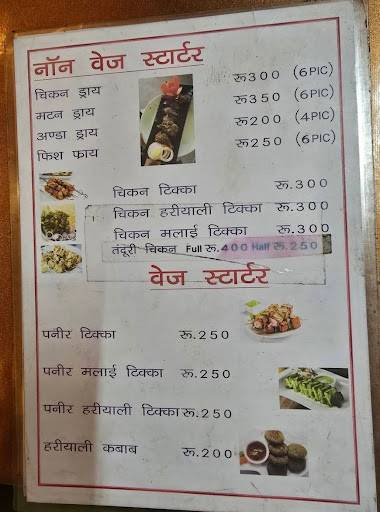 नॉन वेज स्टार्टर
चिकन ड्राय रू300 (6PIC)
मटन ड्राय रू350 (6PIC)
अण्डा ड्राय रू200 (4PIC)
फिश फाय रू250 (6PIC)
चिकन टिक्का रू.300
चिकन हरीयाली टिक्का रू.300
चिकन मलाई टिक्का रू.300
तंदूरी चिकन Full रू.400 Half रू.250
वेज स्टार्टर
पनीर टिक्का रू.250
पनीर मलाई टिक्का रू.250
पनीर हरीयाली टिक्का रू.250
हरीयाली कबाब रू.200